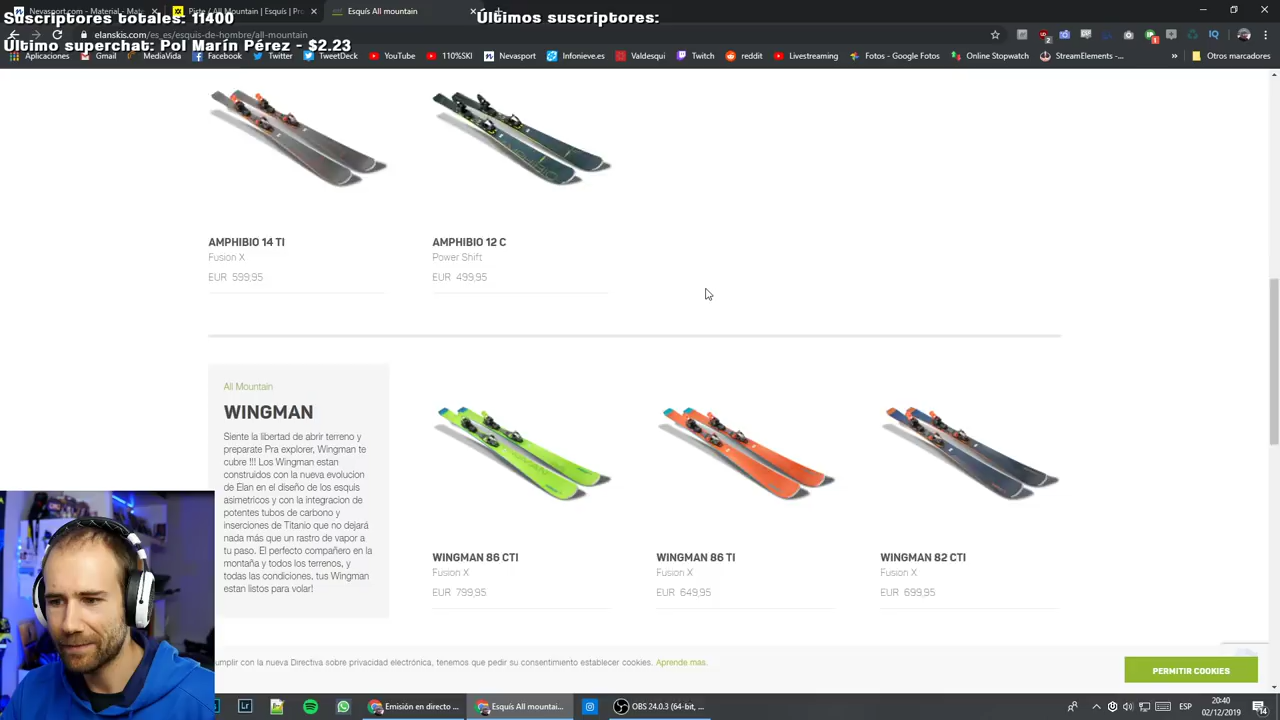 Suscriptores totales: 11400
Últimos suscriptores:
Nevasport.com - Material - Mat
Piste / All Mountain | Pro
Esquís All Mountain
elanskis.com/es_es/esquis-de-hombre/all-mountain
Último superchat: Pol Marín Pérez - $2.23
Aplicaciones
Gmail
MediaVida
Facebook
Twitter
TweetDeck
YouTube
110%SKI
Nevasport
Infonieve.es
Valdesqui
Twitch
reddit
Livestreaming
Fotos - Google Fotos
Online Stopwatch
StreamElements -...
»
Otros marcadores
AMPHIBIO 14 TI
Fusion X
EUR 599,95
AMPHIBIO 12 C
Power Shift
EUR 499,95
All Mountain
WINGMAN
Siente la libertad de abrir terreno y
preparate Pra explorer, Wingman te
cubre !!! Los Wingman estan
construidos con la nueva evolucion
de Elan en el diseño de los esquis
asimetricos y con la integracion de
potentes tubos de carbono y
inserciones de Titanio que no dejará
nada más que un rastro de vapor a
tu paso. El perfecto compañero en la
montaña y todos los terrenos, y
todas las condiciones, tus Wingman
estan listos para volar!
WINGMAN 86 CTI
Fusion X
EUR 799,95
WINGMAN 86 TI
Fusion X
EUR 649,95
WINGMAN 82 CTI
Fusion X
EUR 699,95
umplir con la nueva Directiva sobre privacidad electrónica, tenemos que pedir su consentimiento establecer cookies. Aprende mas.
PERMITIR COOKIES
Emisión en directo ...
Esquís All mountai...
OBS 24.0.3 (64-bit, ...
ESP
20:40
02/12/2019